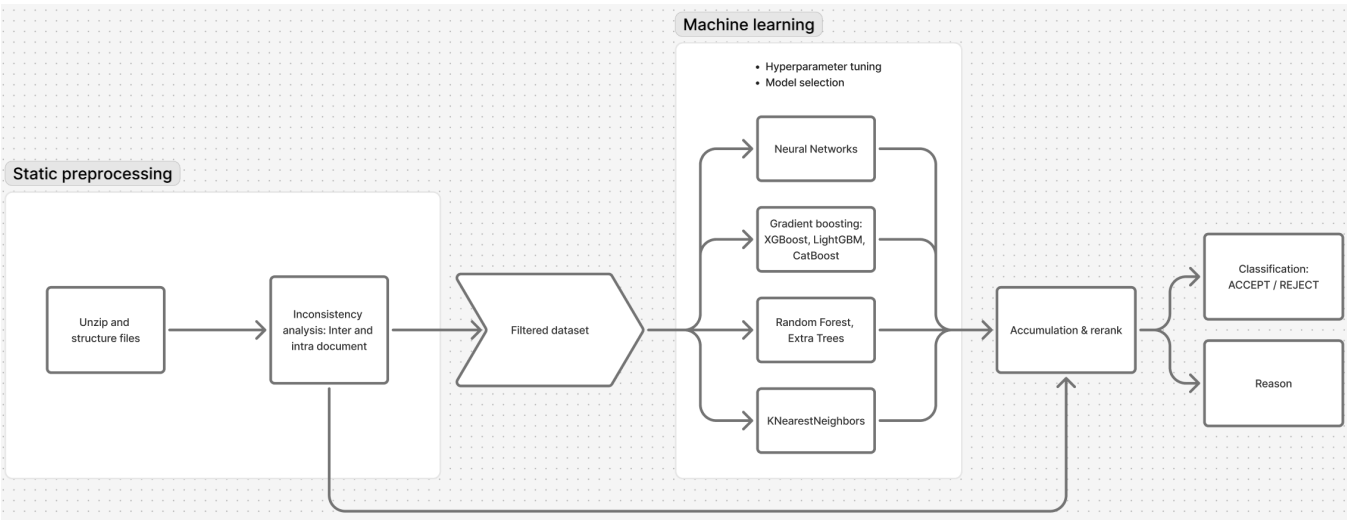 Machine learning
• Hyperparameter tuning
• Model selection
Neural Networks
Static preprocessing
Gradient boosting:
XGBoost, LightGBM,
CatBoost
Unzip and
structure files
Inconsistency
analysis: Inter and
intra document
Filtered dataset
Random Forest,
Extra Trees
KNearestNeighbors
Accumulation & rerank
Classification:
ACCEPT / REJECT
Reason